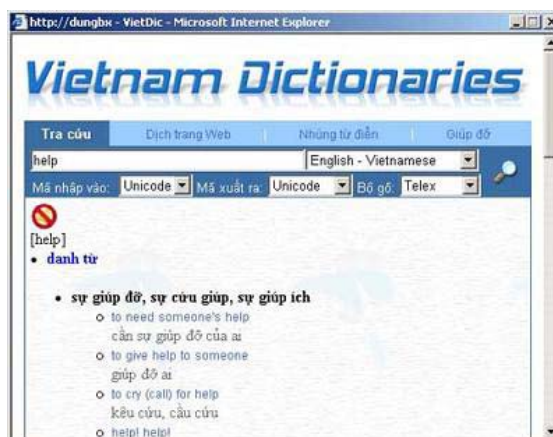 http://dungbx - VietDic - Microsoft Internet Explorer
Vietnam Dictionaries
Tra cứu Dịch trang Web Nhúng từ điển Giúp đỡ
help English - Vietnamese
Mã nhập vào: Unicode Mã xuất ra: Unicode Bộ gõ: Telex
[help]
danh từ
sự giúp đỡ, sự cứu giúp, sự giúp ích
to need someone's help
cần sự giúp đỡ của ai
to give help to someone
giúp đỡ ai
to cry (call) for help
kêu cứu, cầu cứu
help! help!